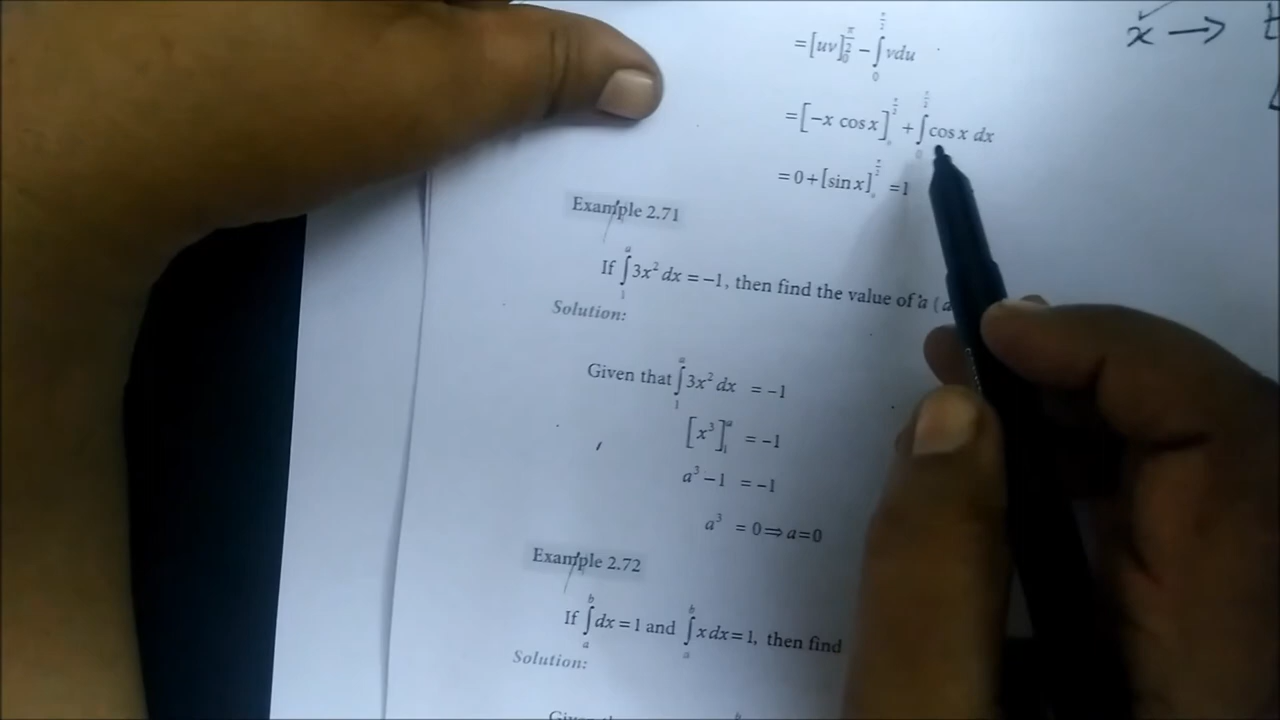 x → t
= [uv]₀^{π/2} − ∫₀^{π/2} vdu
= [−x cos x]₀^{π/2} + ∫₀^{π/2} cos x dx
= 0 + [sin x]₀^{π/2} = 1
Example 2.71
If ∫₁^a 3x² dx = −1, then find the value of a (
Solution:
Given that ∫₁^a 3x² dx = −1
[x³]₁^a = −1
a³ − 1 = −1
a³ = 0 ⇒ a = 0
Example 2.72
If ∫_a^b dx = 1 and ∫_a^b x dx = 1, then find
Solution: